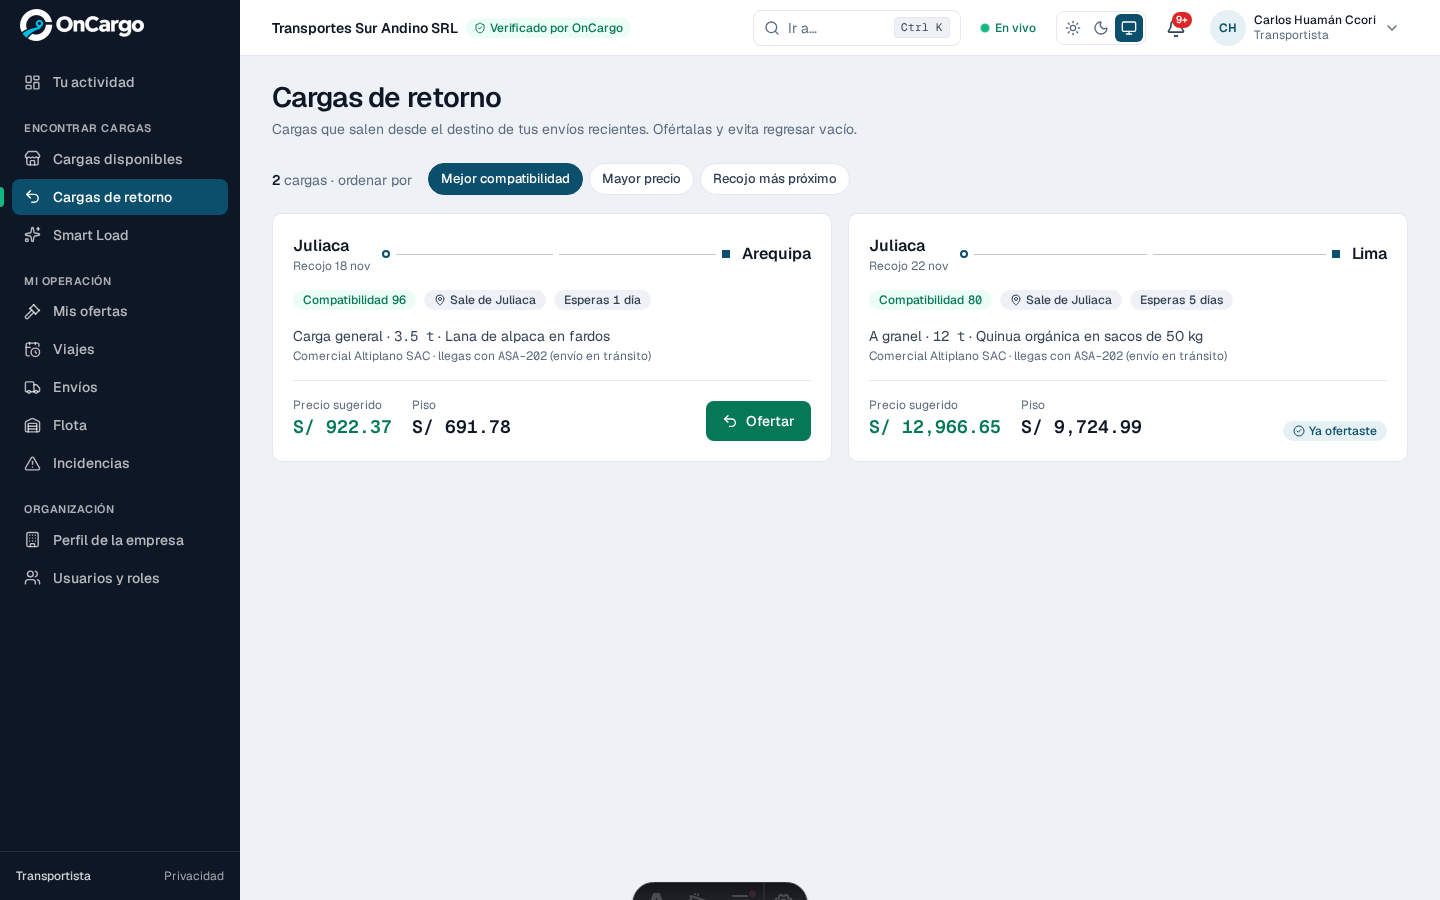 OnCargo
Transportes Sur Andino SRL
Verificado por OnCargo
Ir a...
Ctrl K
En vivo
9+
CH
Carlos Huamán Ccori
Transportista
Tu actividad
ENCONTRAR CARGAS
Cargas disponibles
Cargas de retorno
Smart Load
MI OPERACIÓN
Mis ofertas
Viajes
Envíos
Flota
Incidencias
ORGANIZACIÓN
Perfil de la empresa
Usuarios y roles
Transportista
Privacidad
Cargas de retorno
Cargas que salen desde el destino de tus envíos recientes. Ofértalas y evita regresar vacío.
2 cargas · ordenar por
Mejor compatibilidad
Mayor precio
Recojo más próximo
Juliaca
Recojo 18 nov
Arequipa
Compatibilidad 96
Sale de Juliaca
Esperas 1 día
Carga general · 3.5 t · Lana de alpaca en fardos
Comercial Altiplano SAC · llegas con ASA-202 (envío en tránsito)
Precio sugerido
S/ 922.37
Piso
S/ 691.78
Ofertar
Juliaca
Recojo 22 nov
Lima
Compatibilidad 80
Sale de Juliaca
Esperas 5 días
A granel · 12 t · Quinua orgánica en sacos de 50 kg
Comercial Altiplano SAC · llegas con ASA-202 (envío en tránsito)
Precio sugerido
S/ 12,966.65
Piso
S/ 9,724.99
Ya ofertaste